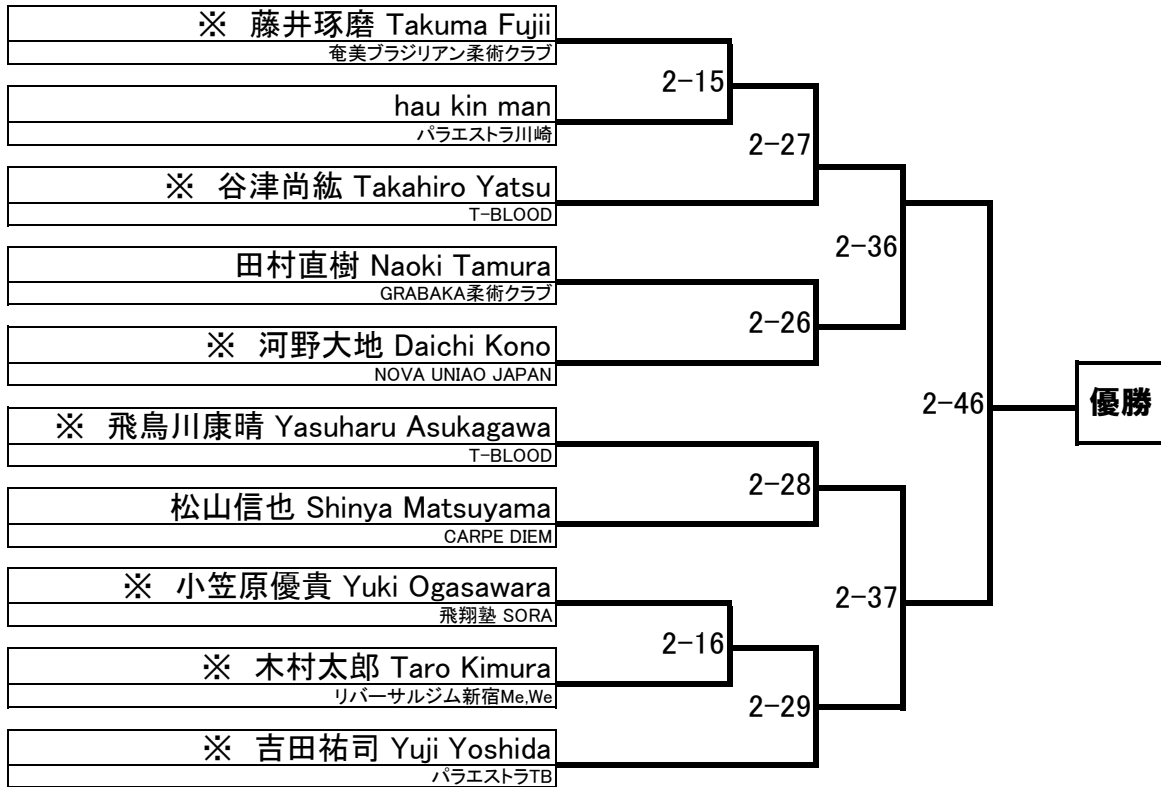 ※ 藤井琢磨 Takuma Fujii
奄美ブラジリアン柔術クラブ
2-15
hau kin man
パラエストラ川崎
2-27
※ 谷津尚紘 Takahiro Yatsu
T-BLOOD
2-36
田村直樹 Naoki Tamura
GRABAKA柔術クラブ
2-26
※ 河野大地 Daichi Kono
NOVA UNIAO JAPAN
2-46
優勝
※ 飛鳥川康晴 Yasuharu Asukagawa
T-BLOOD
2-28
松山信也 Shinya Matsuyama
CARPE DIEM
※ 小笠原優貴 Yuki Ogasawara
飛翔塾 SORA
2-37
2-16
※ 木村太郎 Taro Kimura
リバーサルジム新宿Me,We
2-29
※ 吉田祐司 Yuji Yoshida
パラエストラTB